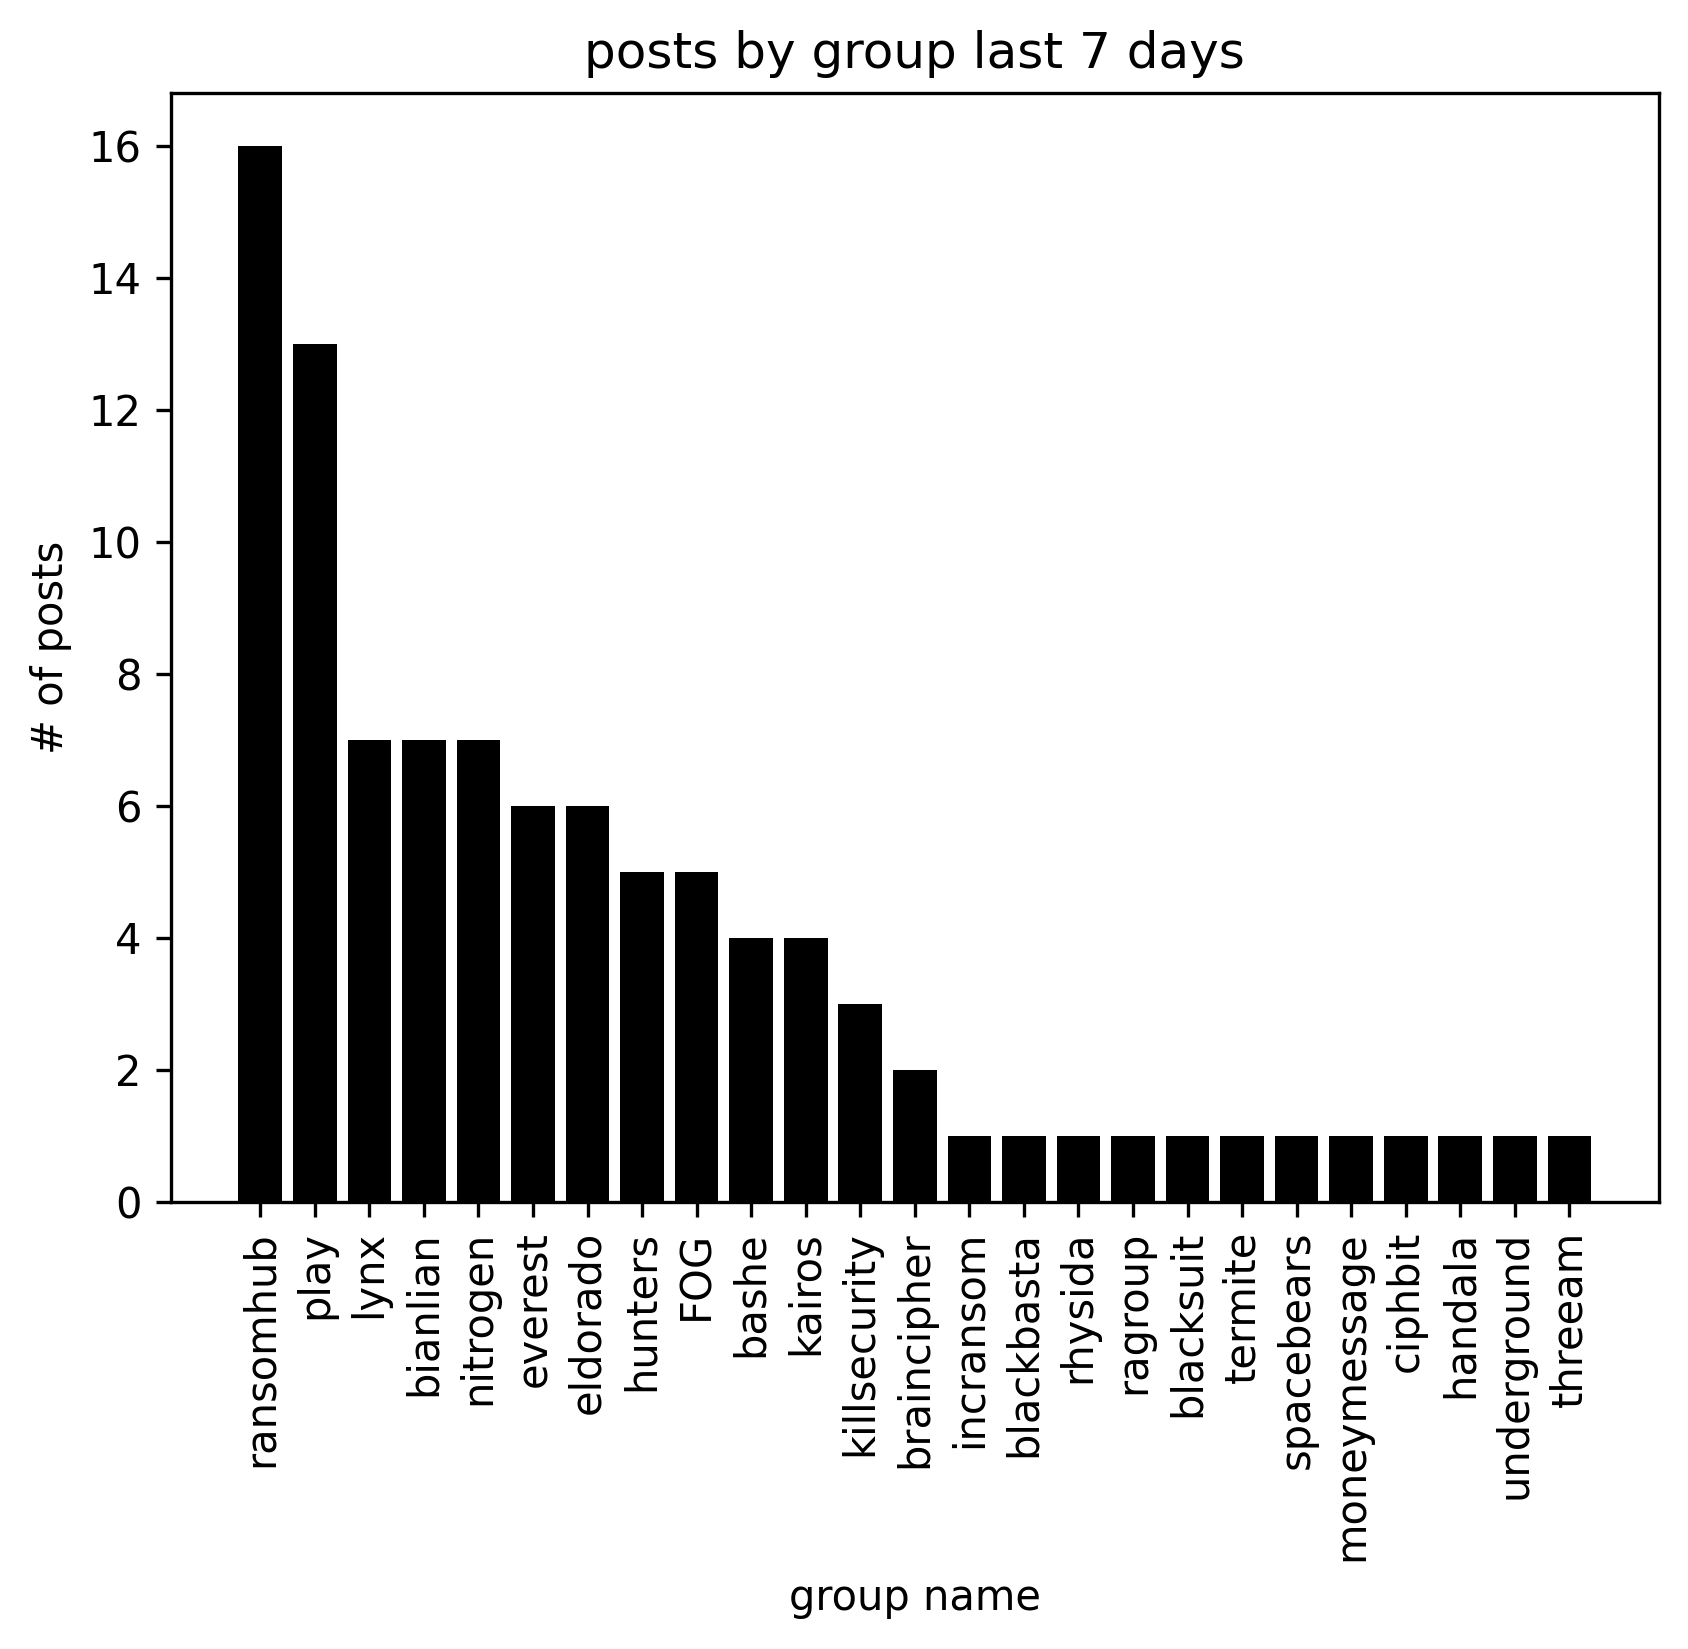 posts by group last 7 days
# of posts
16
14
12
10
8
6
4
2
0
ransomhub
play
lynx
bianlian
nitrogen
everest
eldorado
hunters
FOG
bashe
kairos
killsecurity
braincipher
incransom
blackbasta
rhysida
ragroup
blacksuit
termite
spacebears
moneymessage
ciphbit
handala
underground
threeam
group name